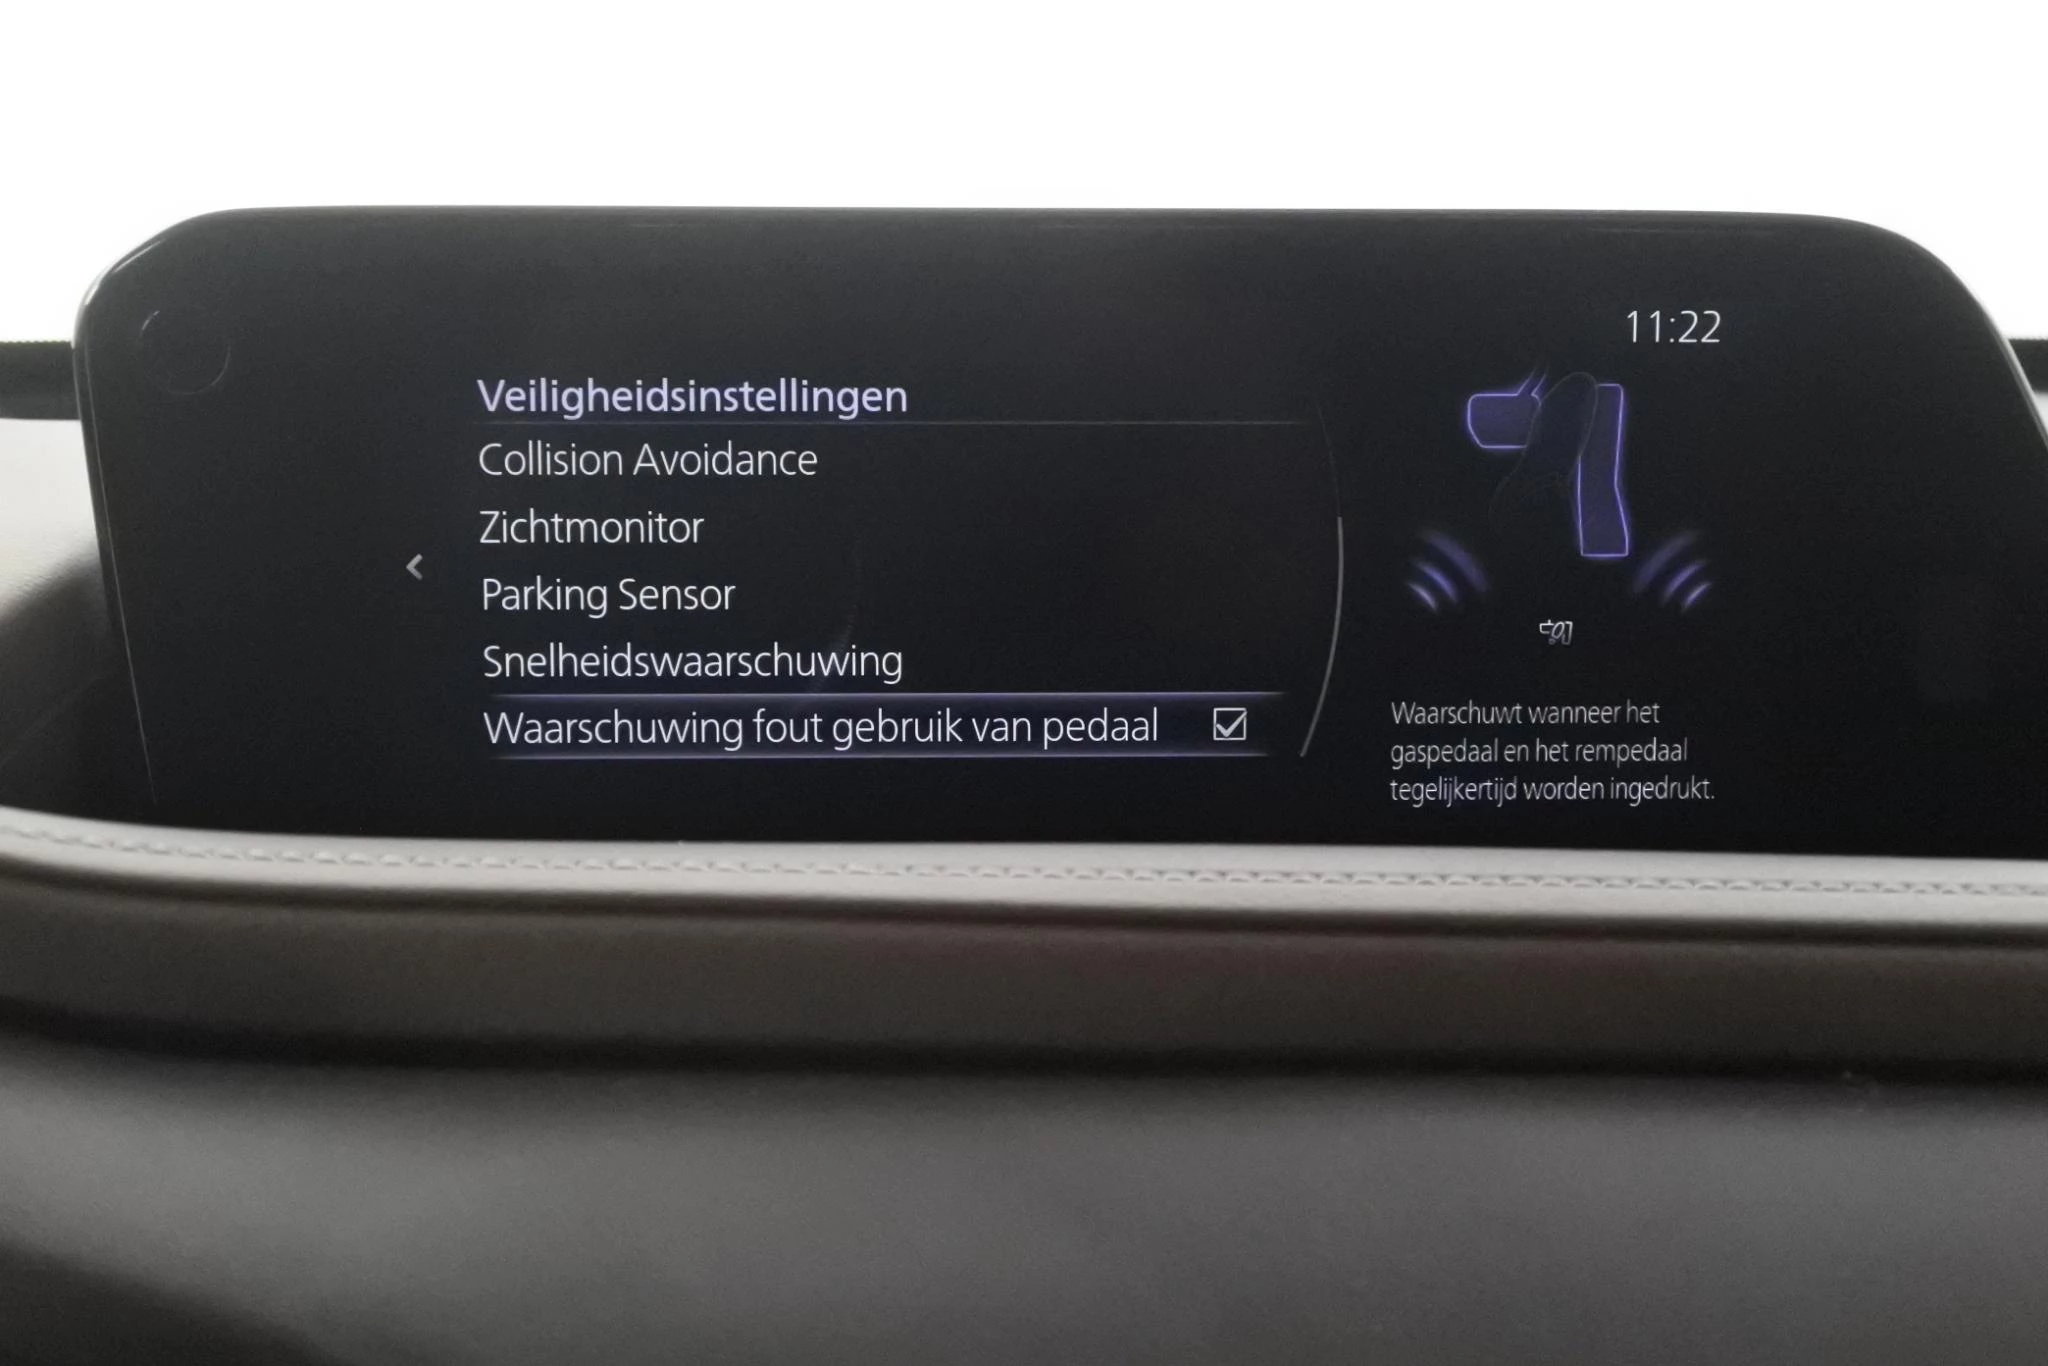 11:22
Veiligheidsinstellingen
Collision Avoidance
Zichtmonitor
Parking Sensor
Snelheidswaarschuwing
Waarschuwing fout gebruik van pedaal
Waarschuwt wanneer het
gaspedaal en het rempedaal
tegelijkertijd worden ingedrukt.